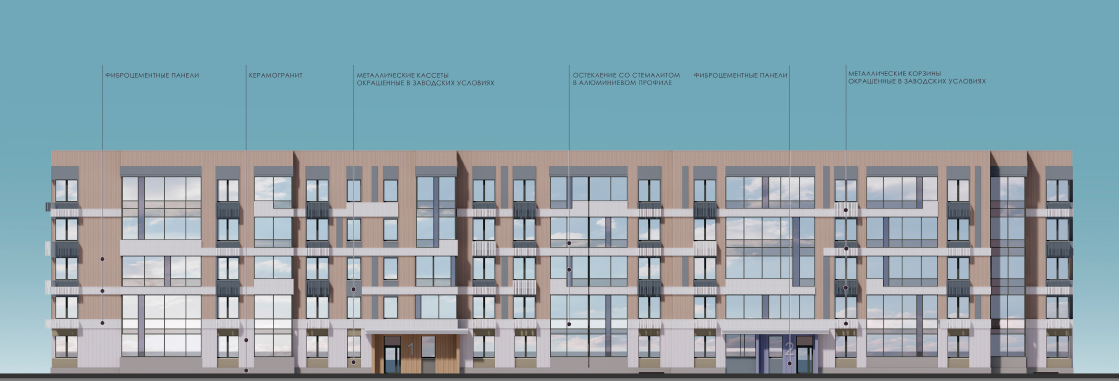 ФИБРОЦЕМЕНТНЫЕ ПАНЕЛИ
КЕРАМОГРАНИТ
МЕТАЛЛИЧЕСКИЕ КАССЕТЫ
ОКРАШЕННЫЕ В ЗАВОДСКИХ УСЛОВИЯХ
ОСТЕКЛЕНИЕ СО СТЕМАЛИТОМ
В АЛЮМИНИЕВОМ ПРОФИЛЕ
ФИБРОЦЕМЕНТНЫЕ ПАНЕЛИ
МЕТАЛЛИЧЕСКИЕ КОРЗИНЫ
ОКРАШЕННЫЕ В ЗАВОДСКИХ УСЛОВИЯХ
1
2